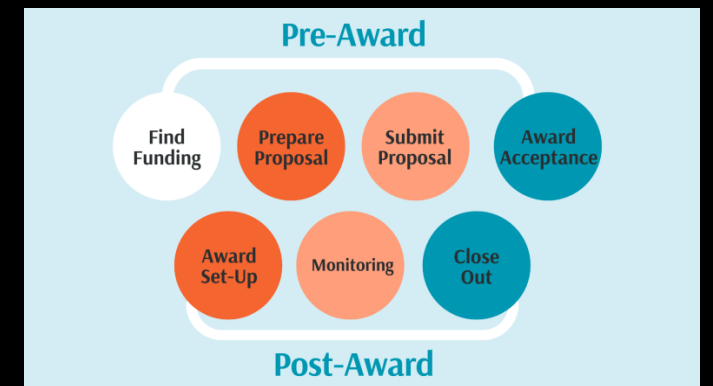 Pre-Award
Find
Funding
Prepare
Proposal
Submit
Proposal
Award
Acceptance
Award
Set-Up
Monitoring
Close
Out
Post-Award